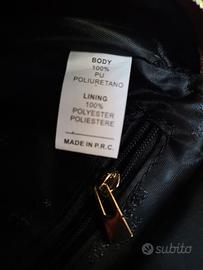 BODY
100%
PU
POLIURETANO
LINING
100%
POLYESTER
POLIESTERE
MADE IN P.R.C.
subito